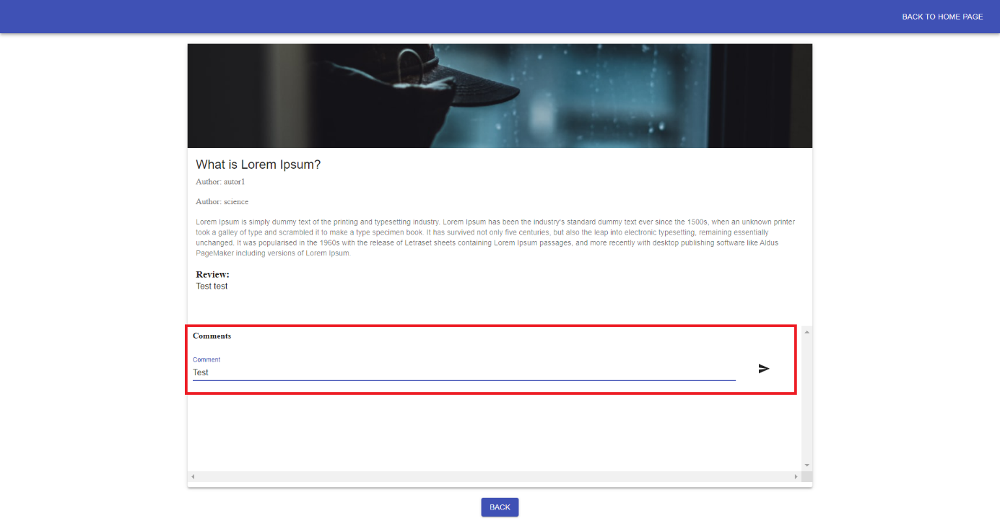 BACK TO HOME PAGE
What is Lorem Ipsum?
Author: autor1
Author: science
Lorem Ipsum is simply dummy text of the printing and typesetting industry. Lorem Ipsum has been the industry's standard dummy text ever since the 1500s, when an unknown printer
took a galley of type and scrambled it to make a type specimen book. It has survived not only five centuries, but also the leap into electronic typesetting, remaining essentially
unchanged. It was popularised in the 1960s with the release of Letraset sheets containing Lorem Ipsum passages, and more recently with desktop publishing software like Aldus
PageMaker including versions of Lorem Ipsum.
Review:
Test test
Comments
Comment
Test
BACK